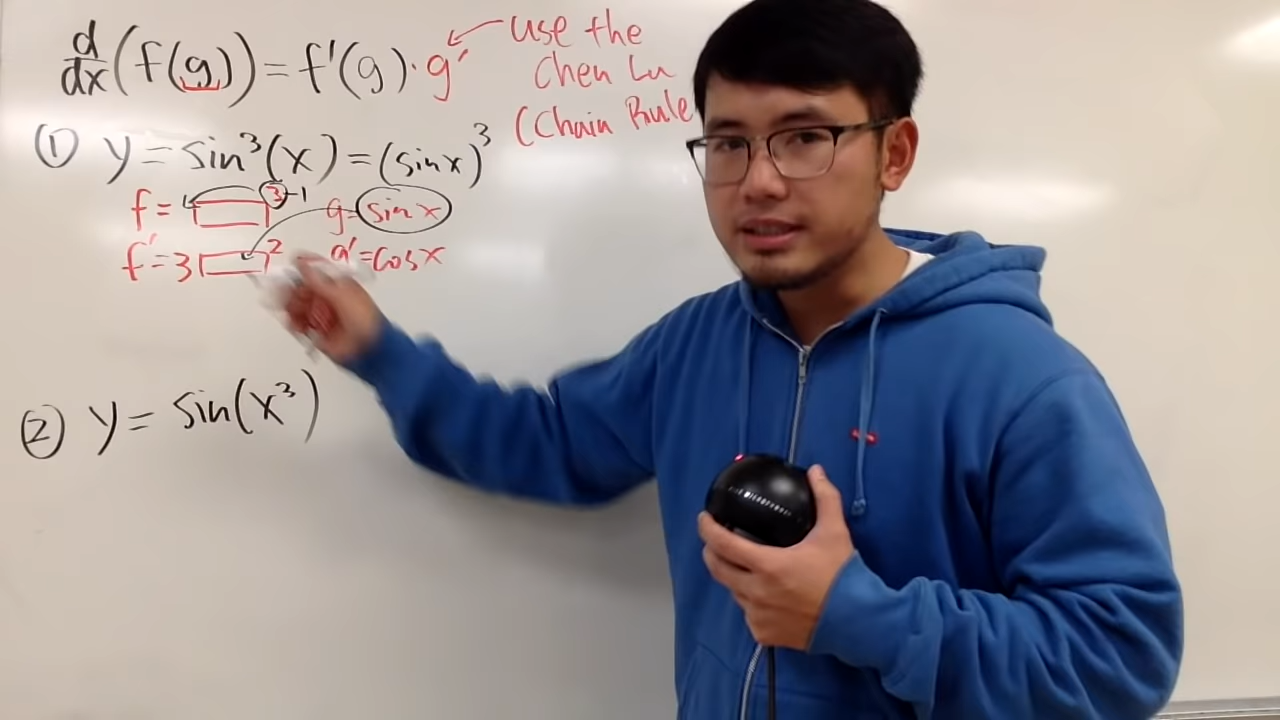 d/dx (f(g)) = f'(g) · g' ← use the
Chen Lu
(Chain Rule
① y = sin³(x) = (sin x)³
f = □³⁻¹ g = sin x
f' = 3□² g' = cos x
② y = sin(x³)